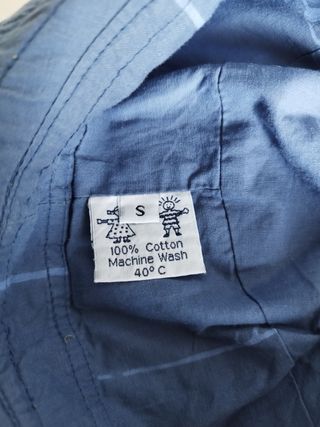 S
100% Cotton
Machine Wash
40° C